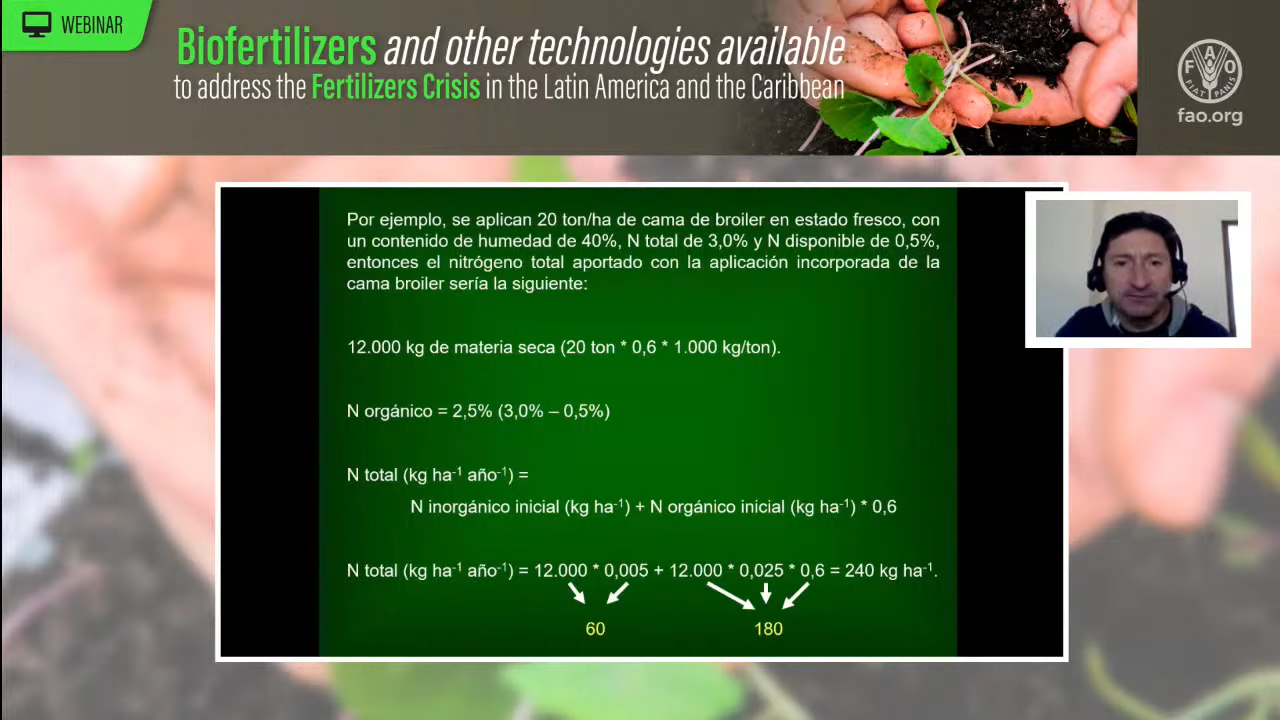 WEBINAR
Biofertilizers and other technologies available
to address the Fertilizers Crisis in the Latin America and the Caribbean
F A O
FIAT PANIS
fao.org
Por ejemplo, se aplican 20 ton/ha de cama de broiler en estado fresco, con
un contenido de humedad de 40%, N total de 3,0% y N disponible de 0,5%,
entonces el nitrógeno total aportado con la aplicación incorporada de la
cama broiler sería la siguiente:
12.000 kg de materia seca (20 ton * 0,6 * 1.000 kg/ton).
N orgánico = 2,5% (3,0% – 0,5%)
N total (kg ha⁻¹ año⁻¹) =
N inorgánico inicial (kg ha⁻¹) + N orgánico inicial (kg ha⁻¹) * 0,6
N total (kg ha⁻¹ año⁻¹) = 12.000 * 0,005 + 12.000 * 0,025 * 0,6 = 240 kg ha⁻¹.
60 180